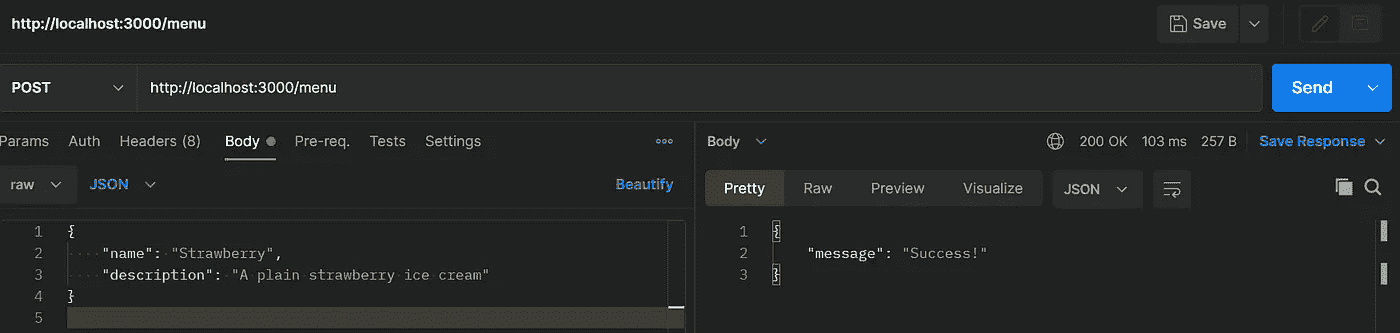 http://localhost:3000/menu
Save
POST
http://localhost:3000/menu
Send
Params Auth Headers (8) Body Pre-req. Tests Settings
raw JSON Beautify
1 {
2 "name": "Strawberry",
3 "description": "A plain strawberry ice cream"
4 }
5
Body 200 OK 103 ms 257 B Save Response
Pretty Raw Preview Visualize JSON
1 {
2 "message": "Success!"
3 }